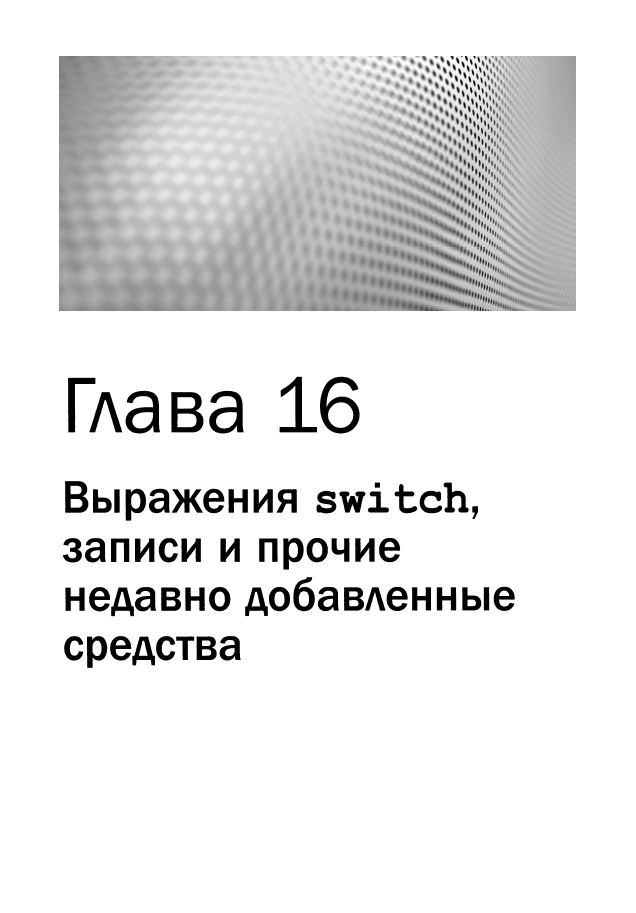 Глава 16
Выражения switch,
записи и прочие
недавно добавленные
средства